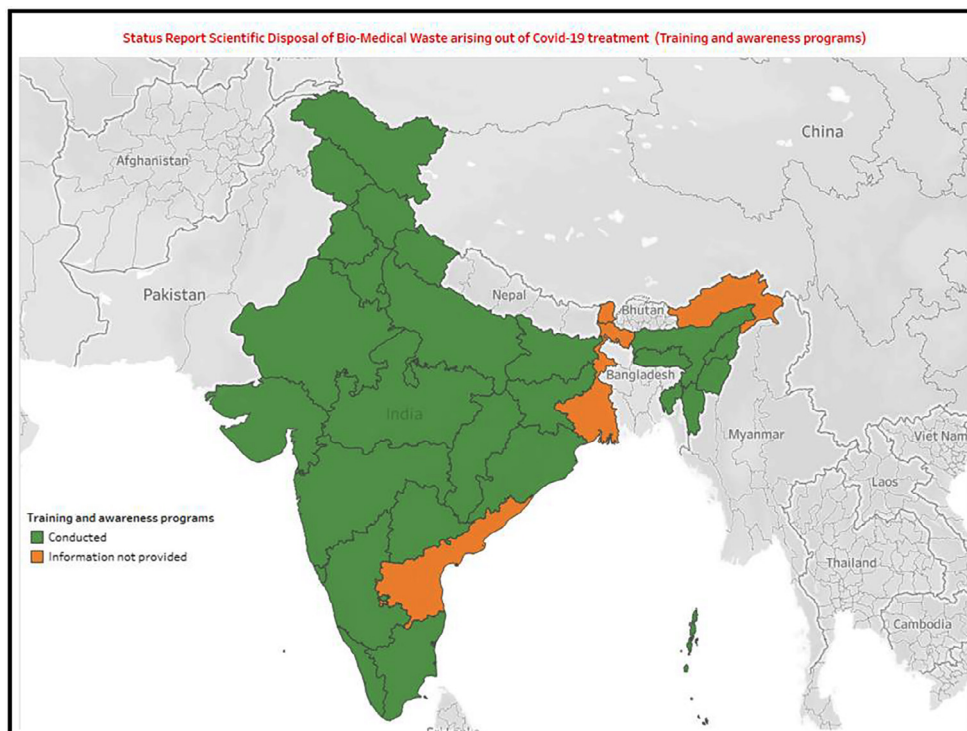 Status Report Scientific Disposal of Bio-Medical Waste arising out of Covid-19 treatment (Training and awareness programs)
China
Afghanistan
Pakistan
Nepal
Bhutan
Bangladesh
India
Myanmar
Viet Nam
Laos
Training and awareness programs
Conducted
Information not provided
Thailand
Cambodia